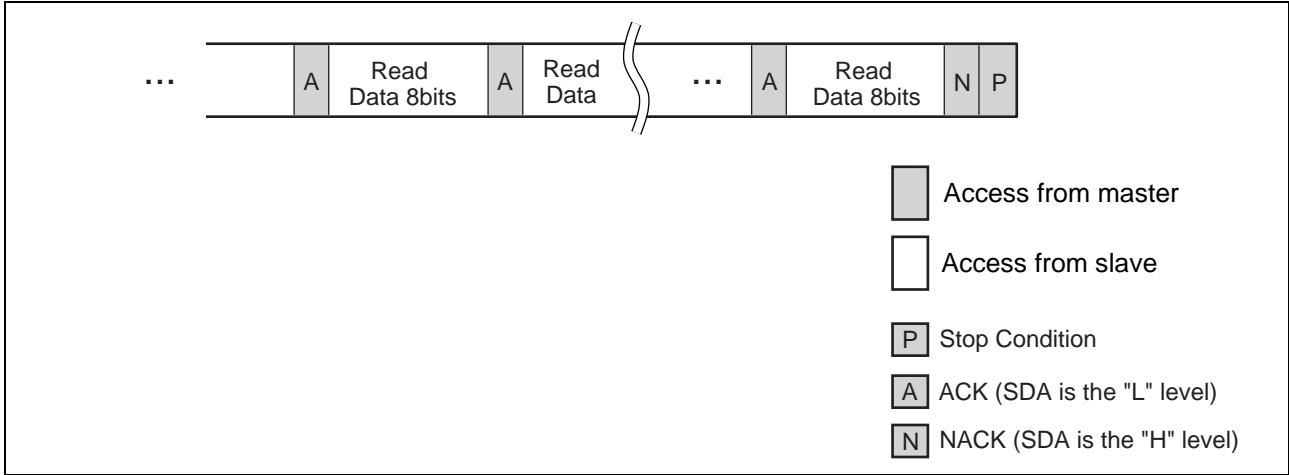 ... A Read Data 8bits A Read Data ... A Read Data 8bits N P
Access from master
Access from slave
P Stop Condition
A ACK (SDA is the "L" level)
N NACK (SDA is the "H" level)